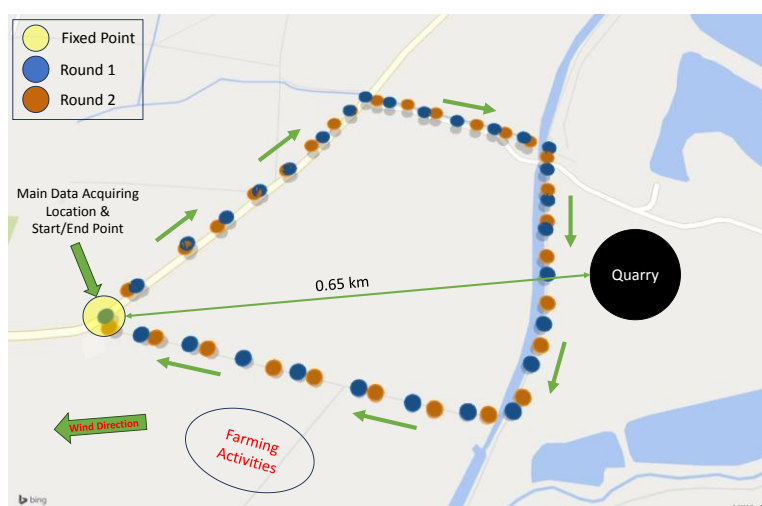 Fixed Point
Round 1
Round 2
Main Data Acquiring
Location &
Start/End Point
0.65 km
Quarry
Wind Direction
Farming
Activities
bing